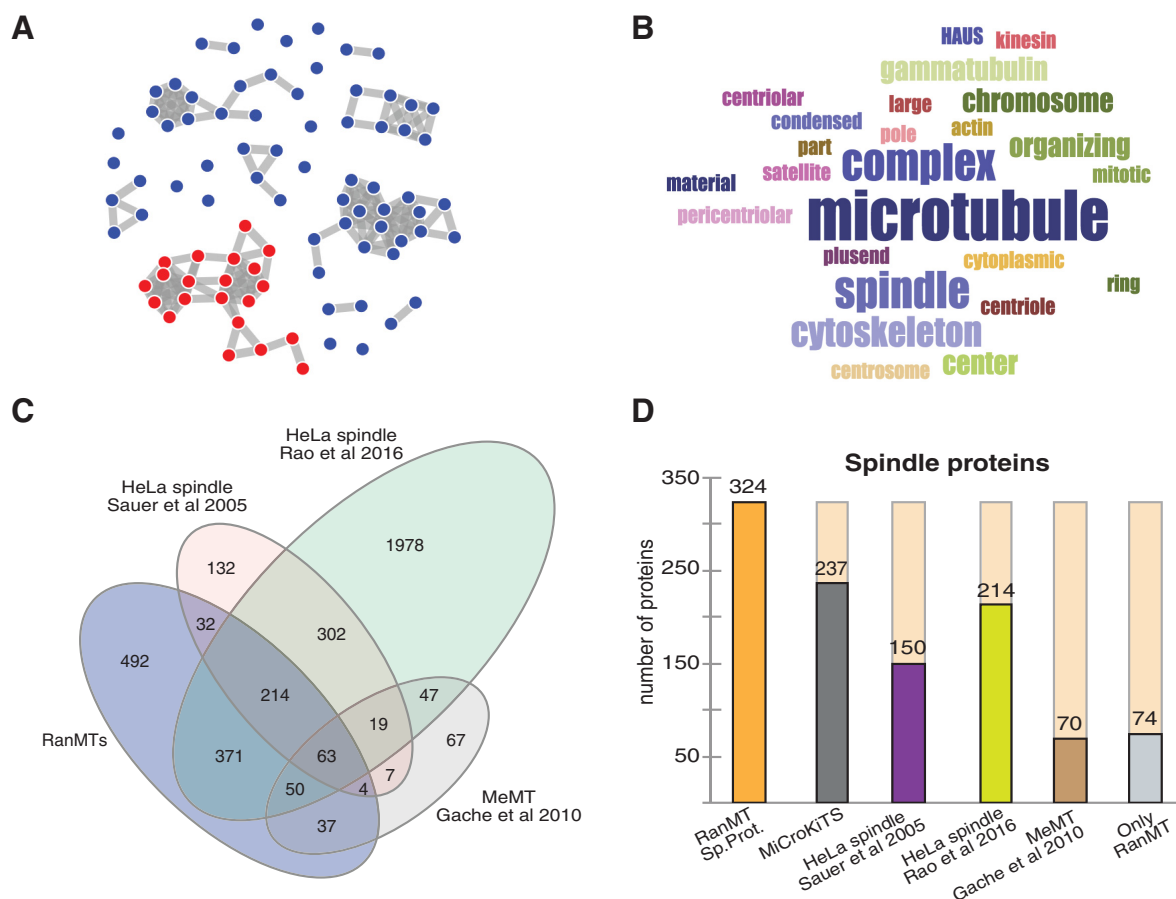 A
B
HAUS kinesin
gammatubulin
centriolar large chromosome
condensed pole actin
part complex organizing
material satellite mitotic
pericentriolar microtubule
plusend cytoplasmic
spindle centriole ring
cytoskeleton
centrosome center
C
HeLa spindle
Rao et al 2016
HeLa spindle
Sauer et al 2005
1978
132
32
302
492
214
47
19
67
RanMTs
371
63
7
50
4
37
MeMT
Gache et al 2010
D
Spindle proteins
number of proteins
350
250
150
50
324
237
150
214
70
74
RanMT
Sp.Prot.
MiCroKiTS
HeLa spindle
Sauer et al 2005
HeLa spindle
Rao et al 2016
MeMT
Gache et al 2010
Only
RanMT